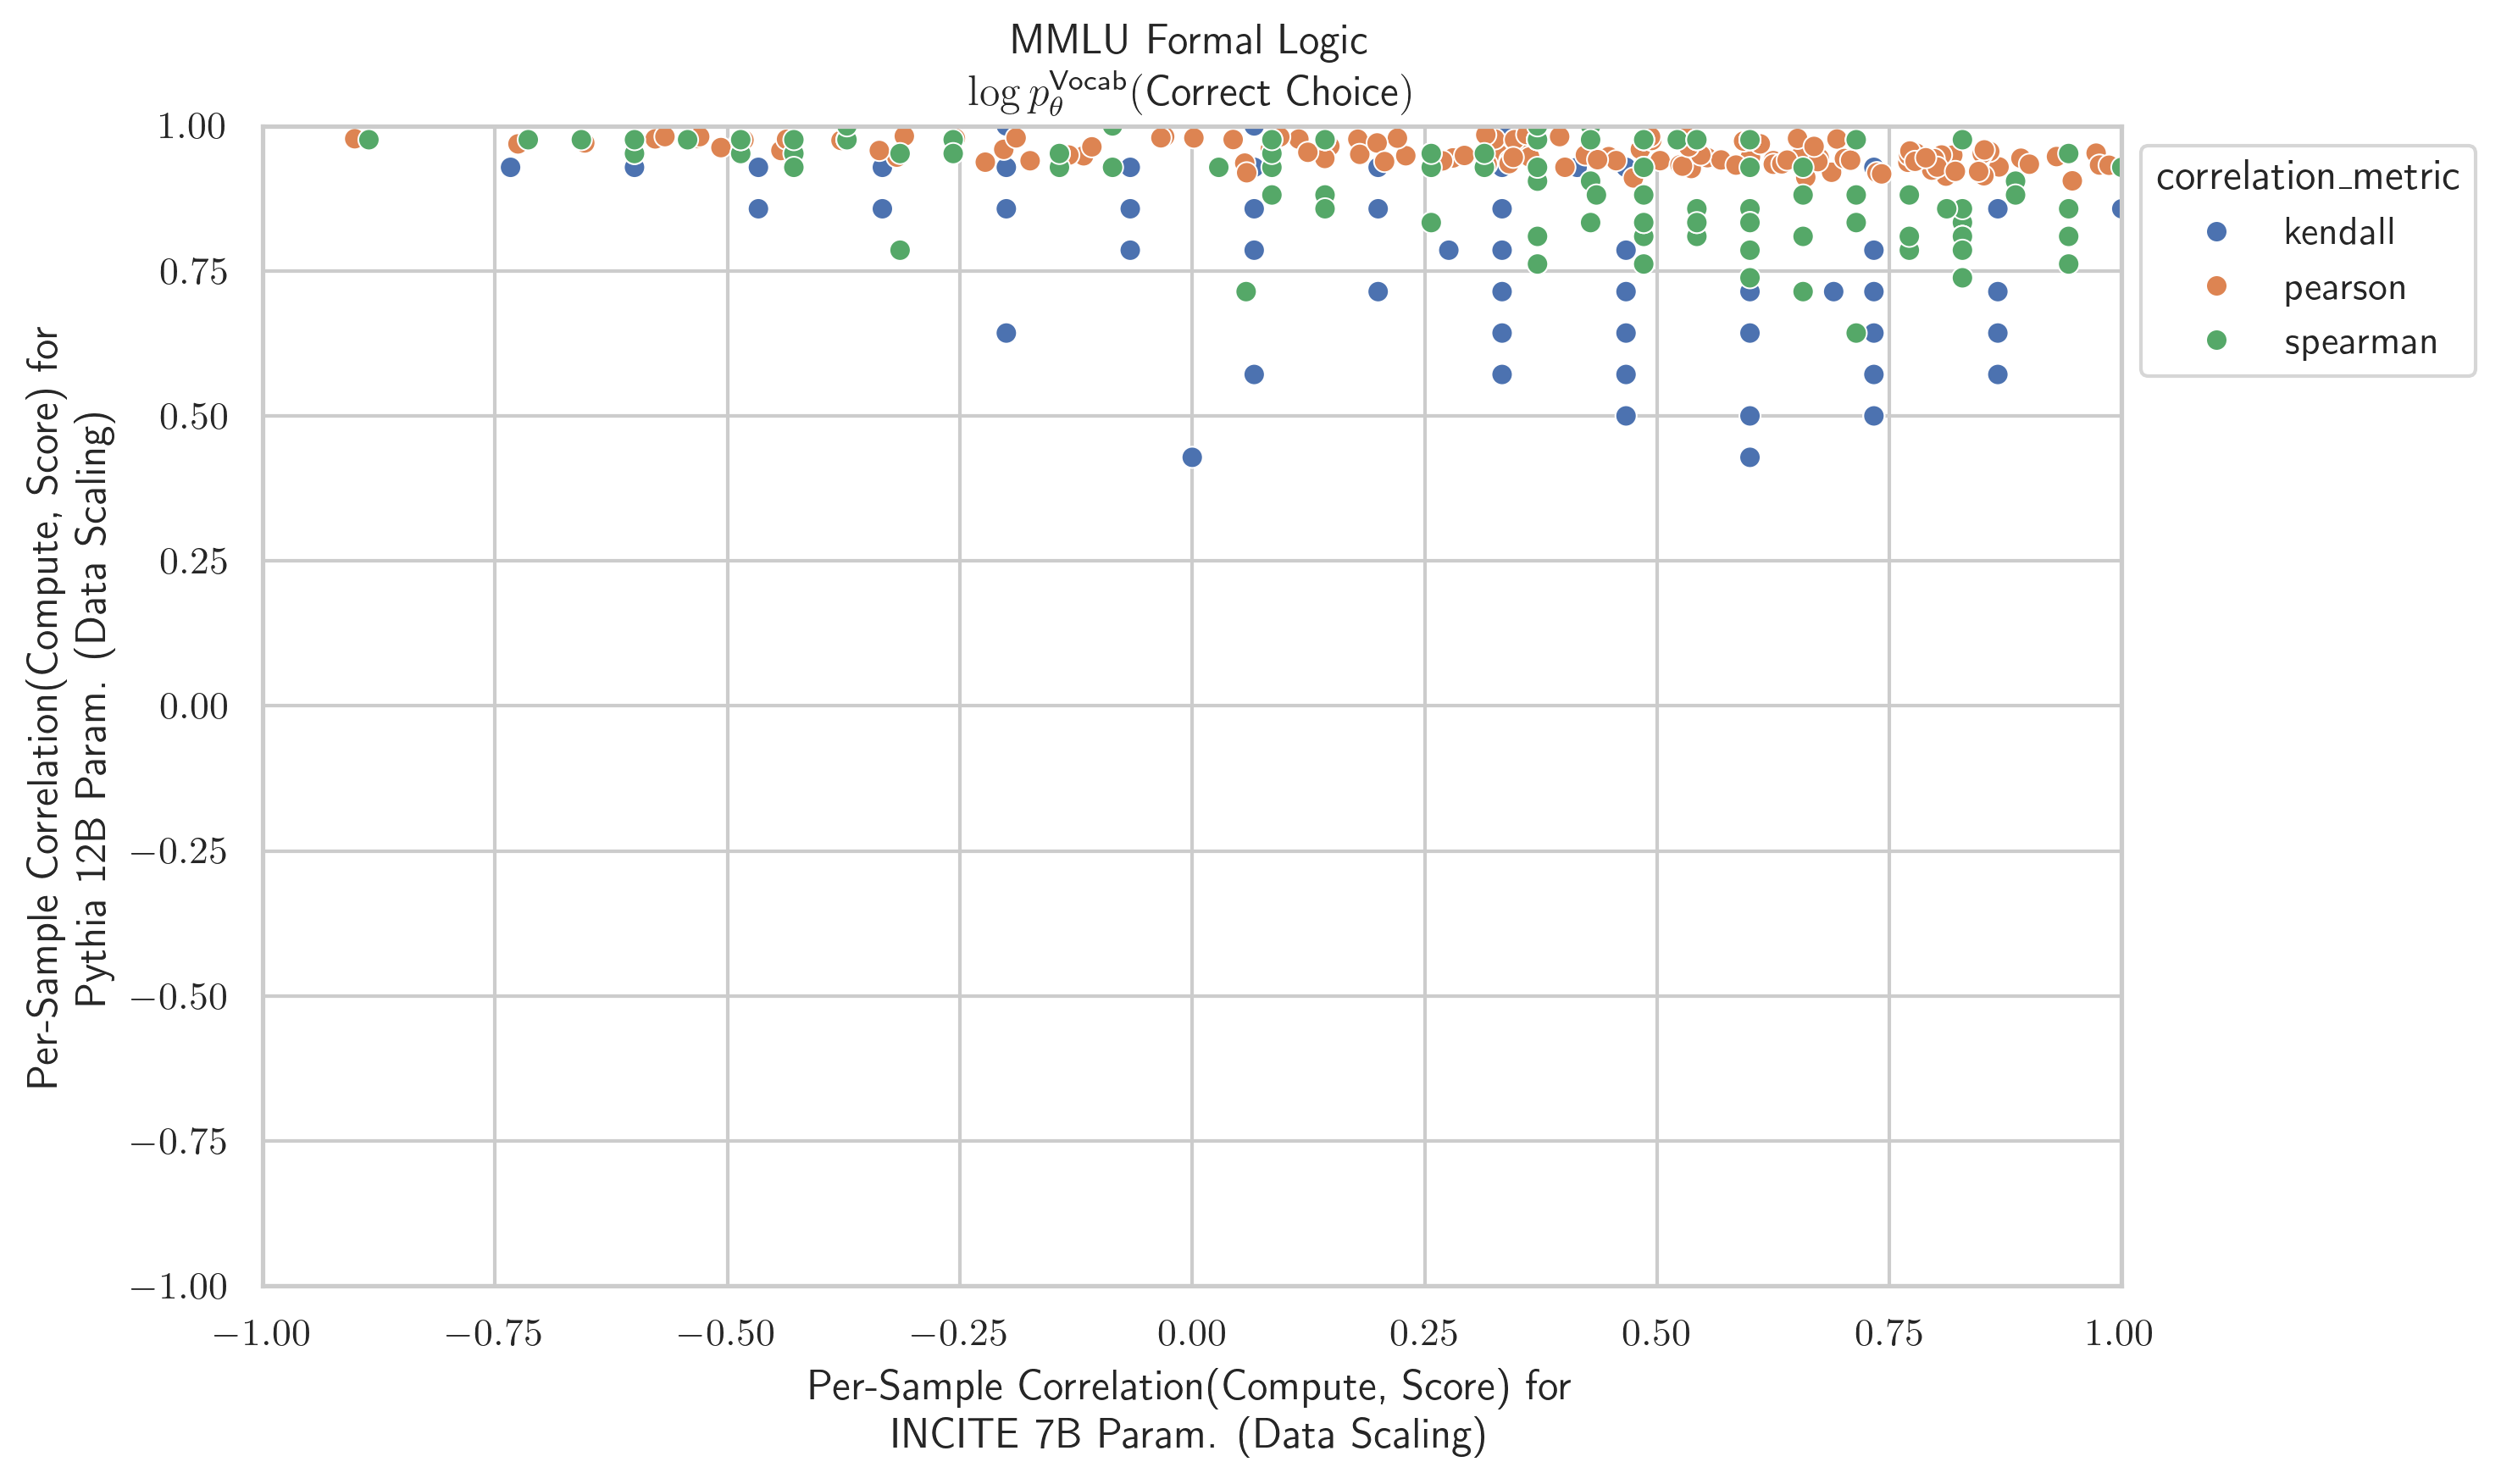 MMLU Formal Logic
log p_θ^Vocab(Correct Choice)
Per-Sample Correlation(Compute, Score) for
Pythia 12B Param. (Data Scaling)
1.00
0.75
0.50
0.25
0.00
−0.25
−0.50
−0.75
−1.00
−1.00
−0.75
−0.50
−0.25
0.00
0.25
0.50
0.75
1.00
Per-Sample Correlation(Compute, Score) for
INCITE 7B Param. (Data Scaling)
correlation_metric
kendall
pearson
spearman